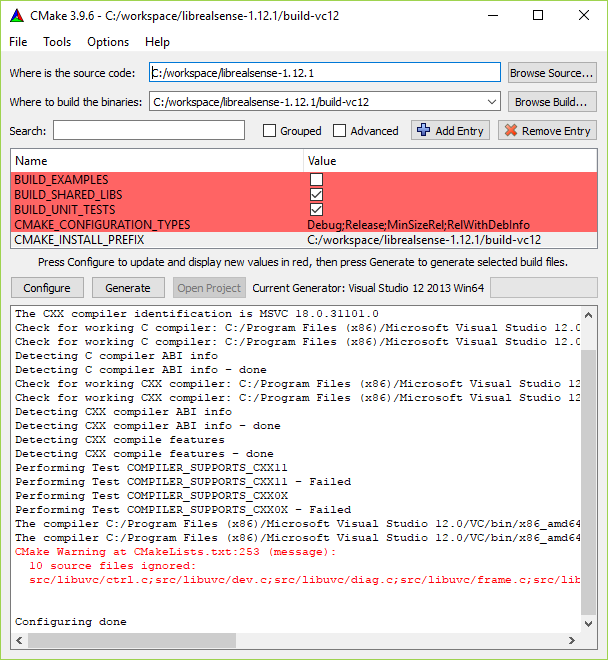 CMake 3.9.6 - C:/workspace/librealsense-1.12.1/build-vc12
File Tools Options Help
Where is the source code: C:/workspace/librealsense-1.12.1 Browse Source...
Where to build the binaries: C:/workspace/librealsense-1.12.1/build-vc12 Browse Build...
Search: Grouped Advanced Add Entry Remove Entry
Name Value
BUILD_EXAMPLES
BUILD_SHARED_LIBS
BUILD_UNIT_TESTS
CMAKE_CONFIGURATION_TYPES Debug;Release;MinSizeRel;RelWithDebInfo
CMAKE_INSTALL_PREFIX C:/workspace/librealsense-1.12.1/build-vc12
Press Configure to update and display new values in red, then press Generate to generate selected build files.
Configure Generate Open Project Current Generator: Visual Studio 12 2013 Win64
The CXX compiler identification is MSVC 18.0.31101.0
Check for working C compiler: C:/Program Files (x86)/Microsoft Visual Studio 12.0
Check for working C compiler: C:/Program Files (x86)/Microsoft Visual Studio 12.0
Detecting C compiler ABI info
Detecting C compiler ABI info - done
Check for working CXX compiler: C:/Program Files (x86)/Microsoft Visual Studio 12
Check for working CXX compiler: C:/Program Files (x86)/Microsoft Visual Studio 12
Detecting CXX compiler ABI info
Detecting CXX compiler ABI info - done
Detecting CXX compile features
Detecting CXX compile features - done
Performing Test COMPILER_SUPPORTS_CXX11
Performing Test COMPILER_SUPPORTS_CXX11 - Failed
Performing Test COMPILER_SUPPORTS_CXX0X
Performing Test COMPILER_SUPPORTS_CXX0X - Failed
The compiler C:/Program Files (x86)/Microsoft Visual Studio 12.0/VC/bin/x86_amd64
The compiler C:/Program Files (x86)/Microsoft Visual Studio 12.0/VC/bin/x86_amd64
CMake Warning at CMakeLists.txt:253 (message):
10 source files ignored:
src/libuvc/ctrl.c;src/libuvc/dev.c;src/libuvc/diag.c;src/libuvc/frame.c;src/lib
Configuring done